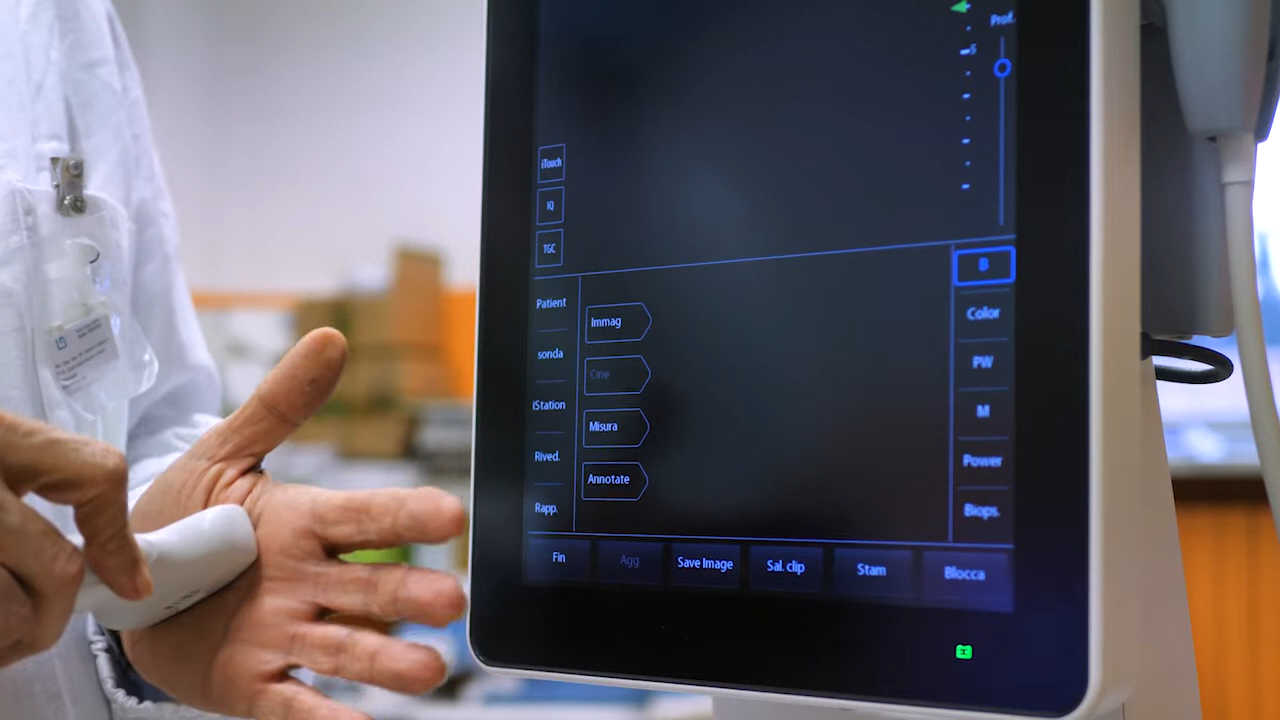 Prof.
5
iTouch
IQ
TGC
B
Patient
Immag
Color
sonda
Cine
PW
iStation
Misura
M
Rived.
Annotate
Power
Rapp.
Biops.
Fin
Agg
Save Image
Sal. clip
Stam
Blocca